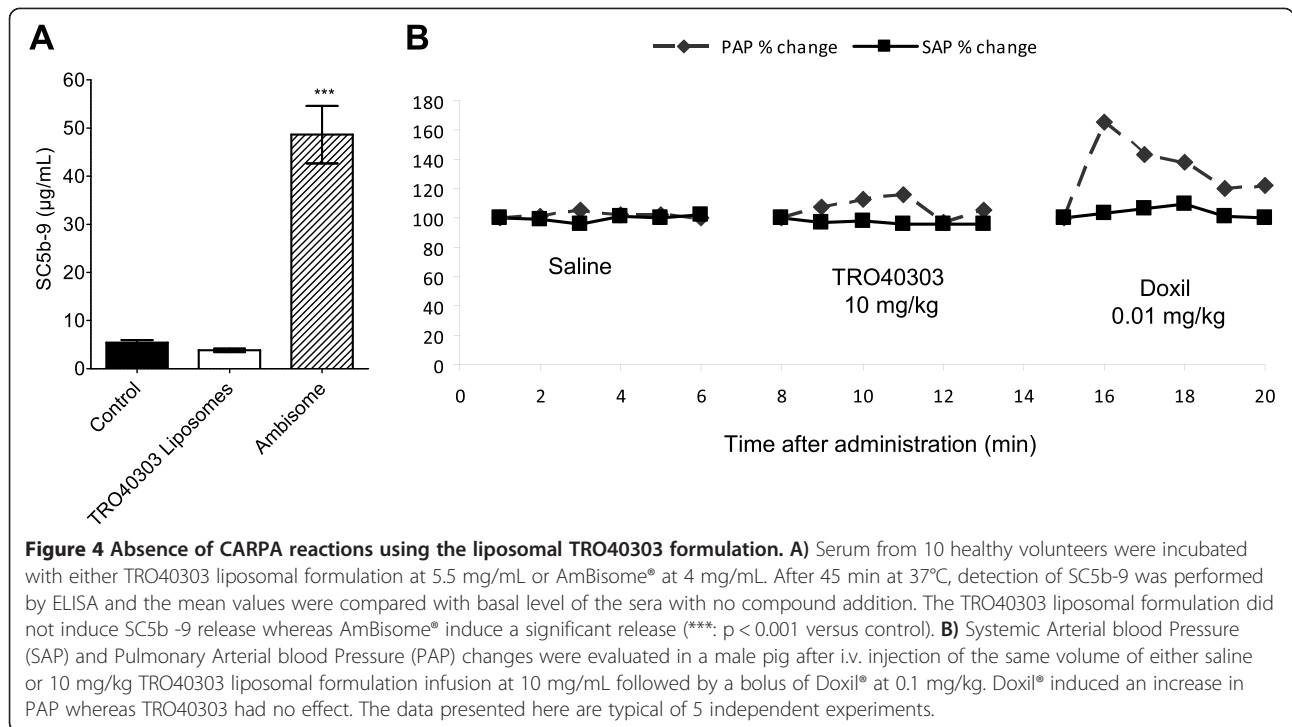 A
B
PAP % change
SAP % change
60
50
40
30
20
10
0
SC5b-9 (µg/mL)
***
Control
TRO40303 Liposomes
Ambisome
180
160
140
120
100
80
60
40
20
0
Saline
TRO40303
10 mg/kg
Doxil
0.01 mg/kg
0 2 4 6 8 10 12 14 16 18 20
Time after administration (min)
Figure 4 Absence of CARPA reactions using the liposomal TRO40303 formulation. A) Serum from 10 healthy volunteers were incubated
with either TRO40303 liposomal formulation at 5.5 mg/mL or AmBisome® at 4 mg/mL. After 45 min at 37°C, detection of SC5b-9 was performed
by ELISA and the mean values were compared with basal level of the sera with no compound addition. The TRO40303 liposomal formulation did
not induce SC5b -9 release whereas AmBisome® induce a significant release (***: p < 0.001 versus control). B) Systemic Arterial blood Pressure
(SAP) and Pulmonary Arterial blood Pressure (PAP) changes were evaluated in a male pig after i.v. injection of the same volume of either saline
or 10 mg/kg TRO40303 liposomal formulation infusion at 10 mg/mL followed by a bolus of Doxil® at 0.1 mg/kg. Doxil® induced an increase in
PAP whereas TRO40303 had no effect. The data presented here are typical of 5 independent experiments.